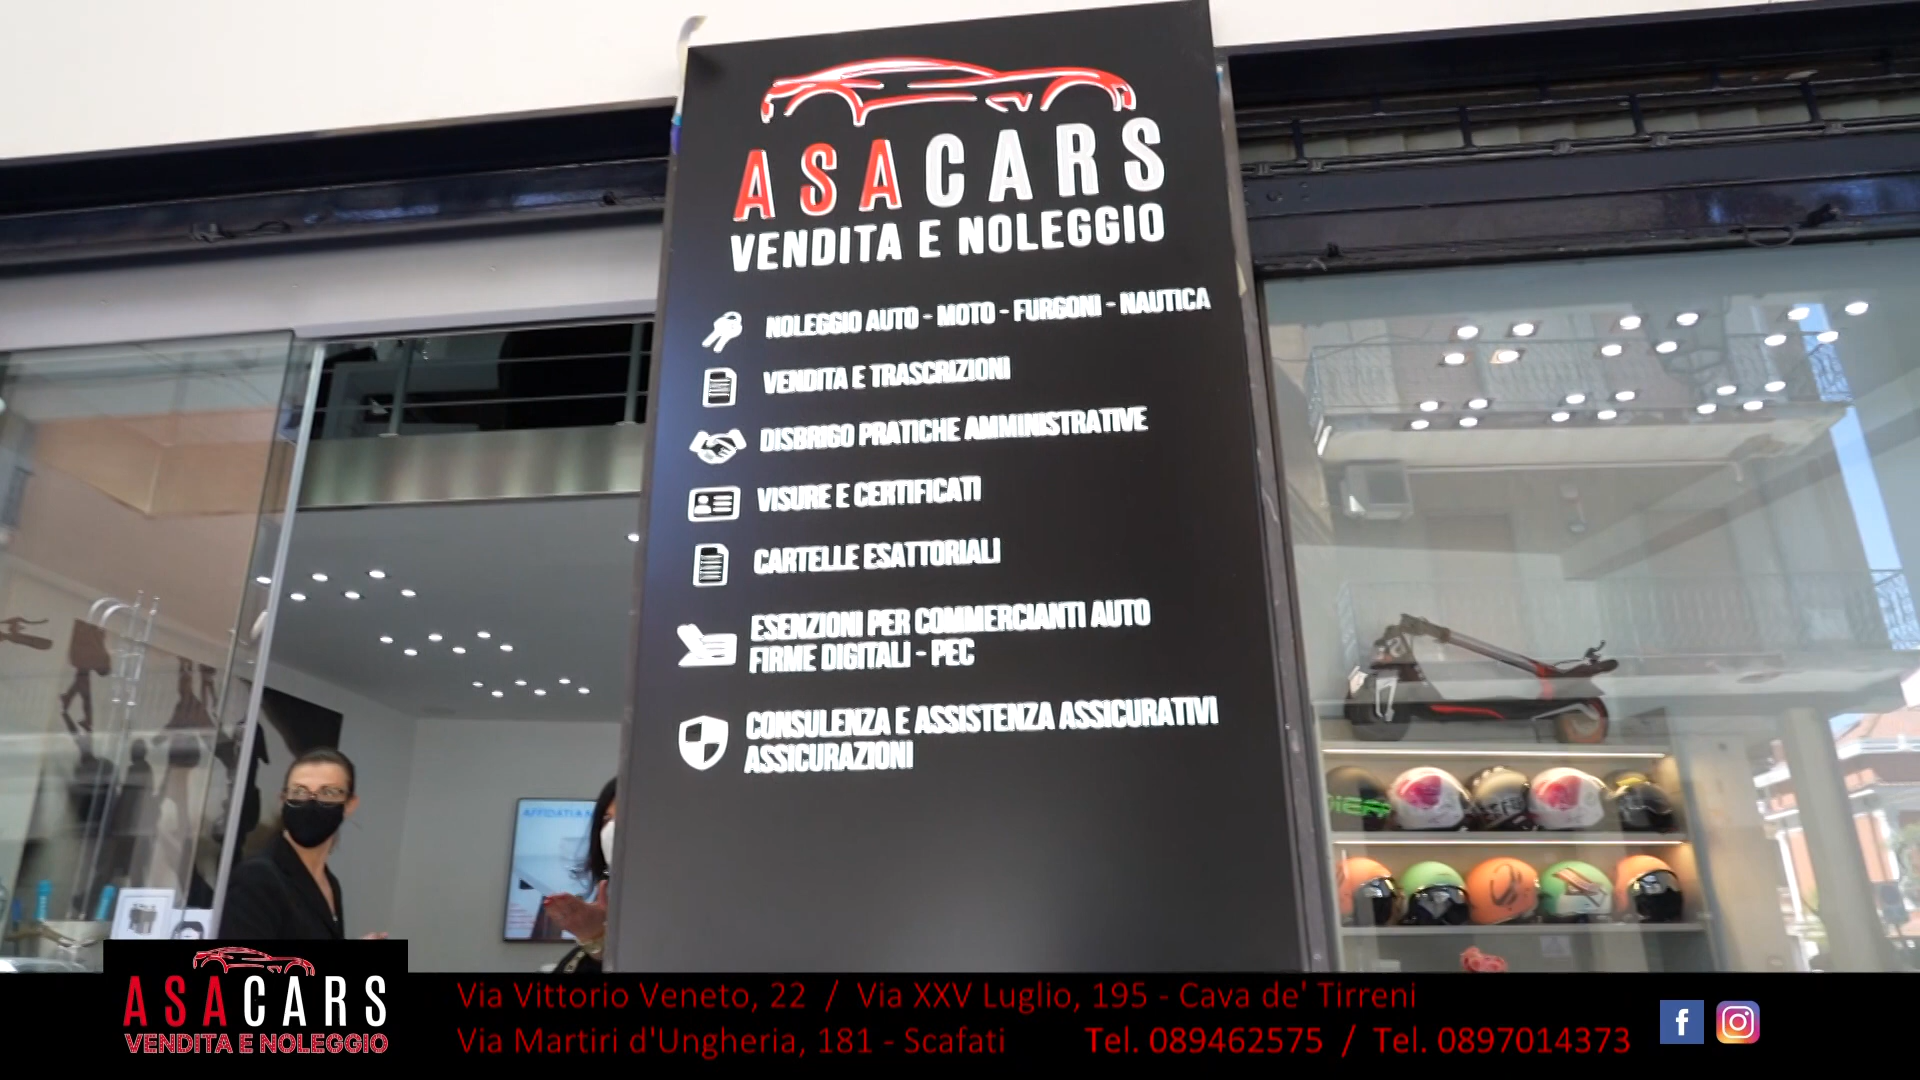 ASACARS
VENDITA E NOLEGGIO
NOLEGGIO AUTO - MOTO - FURGONI - NAUTICA
VENDITA E TRASCRIZIONI
DISBRIGO PRATICHE AMMINISTRATIVE
VISURE E CERTIFICATI
CARTELLE ESATTORIALI
ESENZIONI PER COMMERCIANTI AUTO
FIRME DIGITALI - PEC
CONSULENZA E ASSISTENZA ASSICURATIVI
ASSICURAZIONI
AFFIDATI A
ASACARS
VENDITA E NOLEGGIO
Via Vittorio Veneto, 22 / Via XXV Luglio, 195 - Cava de' Tirreni
Via Martiri d'Ungheria, 181 - Scafati Tel. 089462575 / Tel. 0897014373